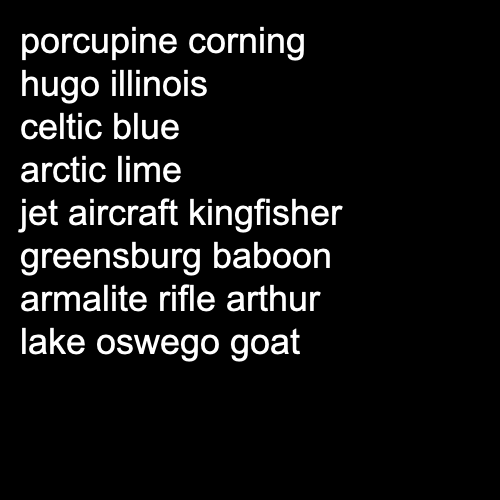 porcupine corning
hugo illinois
celtic blue
arctic lime
jet aircraft kingfisher
greensburg baboon
armalite rifle arthur
lake oswego goat